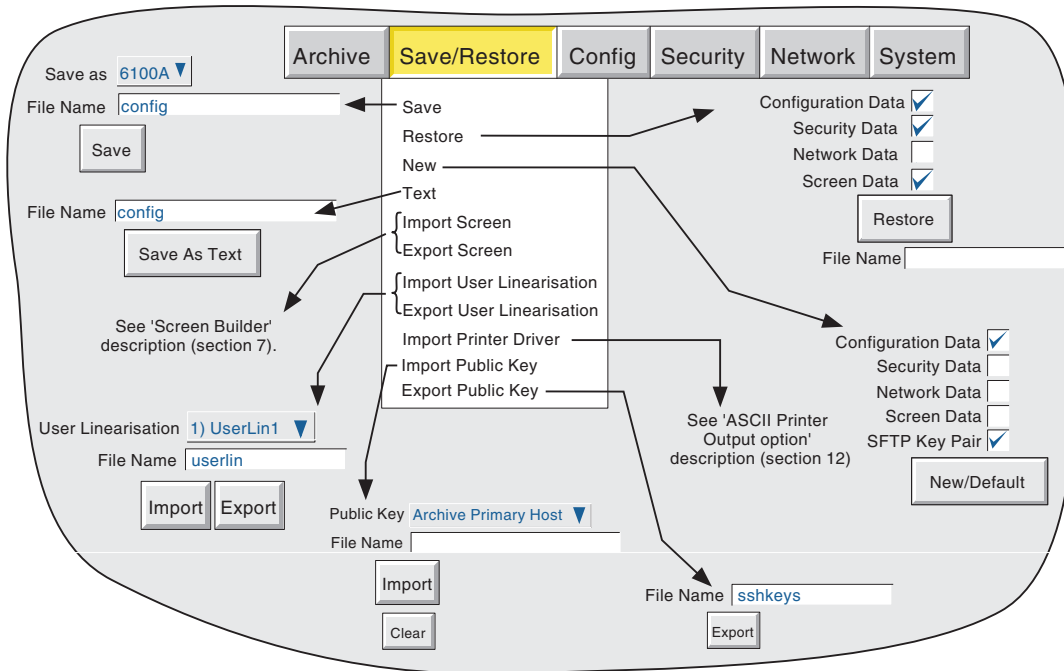 Archive Save/Restore Config Security Network System
Save as 6100A
File Name config
Save
File Name config
Save As Text
See 'Screen Builder'
description (section 7).
User Linearisation 1) UserLin1
File Name userlin
Import Export
Save
Restore
New
Text
Import Screen
Export Screen
Import User Linearisation
Export User Linearisation
Import Printer Driver
Import Public Key
Export Public Key
Configuration Data
Security Data
Network Data
Screen Data
Restore
File Name
Configuration Data
Security Data
Network Data
Screen Data
SFTP Key Pair
New/Default
See 'ASCII Printer
Output option'
description (section 12)
Public Key Archive Primary Host
File Name
Import
Clear
File Name sshkeys
Export